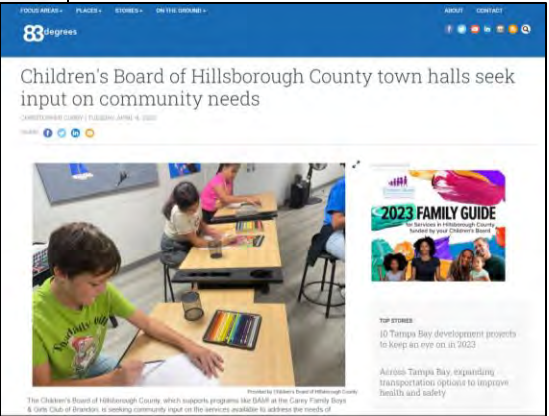 FOCUS AREAS PLACES STORIES ON THE GROUND
ABOUT CONTACT
83 degrees
Children's Board of Hillsborough County town halls seek
input on community needs
CHRISTOPHER CURRY | TUESDAY, APRIL 4, 2023
SHARE
2023 FAMILY GUIDE
for Services in Hillsborough County
funded by your Children's Board.
Provided by Children's Board of Hillsborough County
The Children's Board of Hillsborough County, which supports programs like BASE at the Carey Family Boys
& Girls Club of Brandon, is seeking community input on the services available to address the needs of
TOP STORIES
10 Tampa Bay development projects
to keep an eye on in 2023
Across Tampa Bay, expanding
transportation options to improve
health and safety